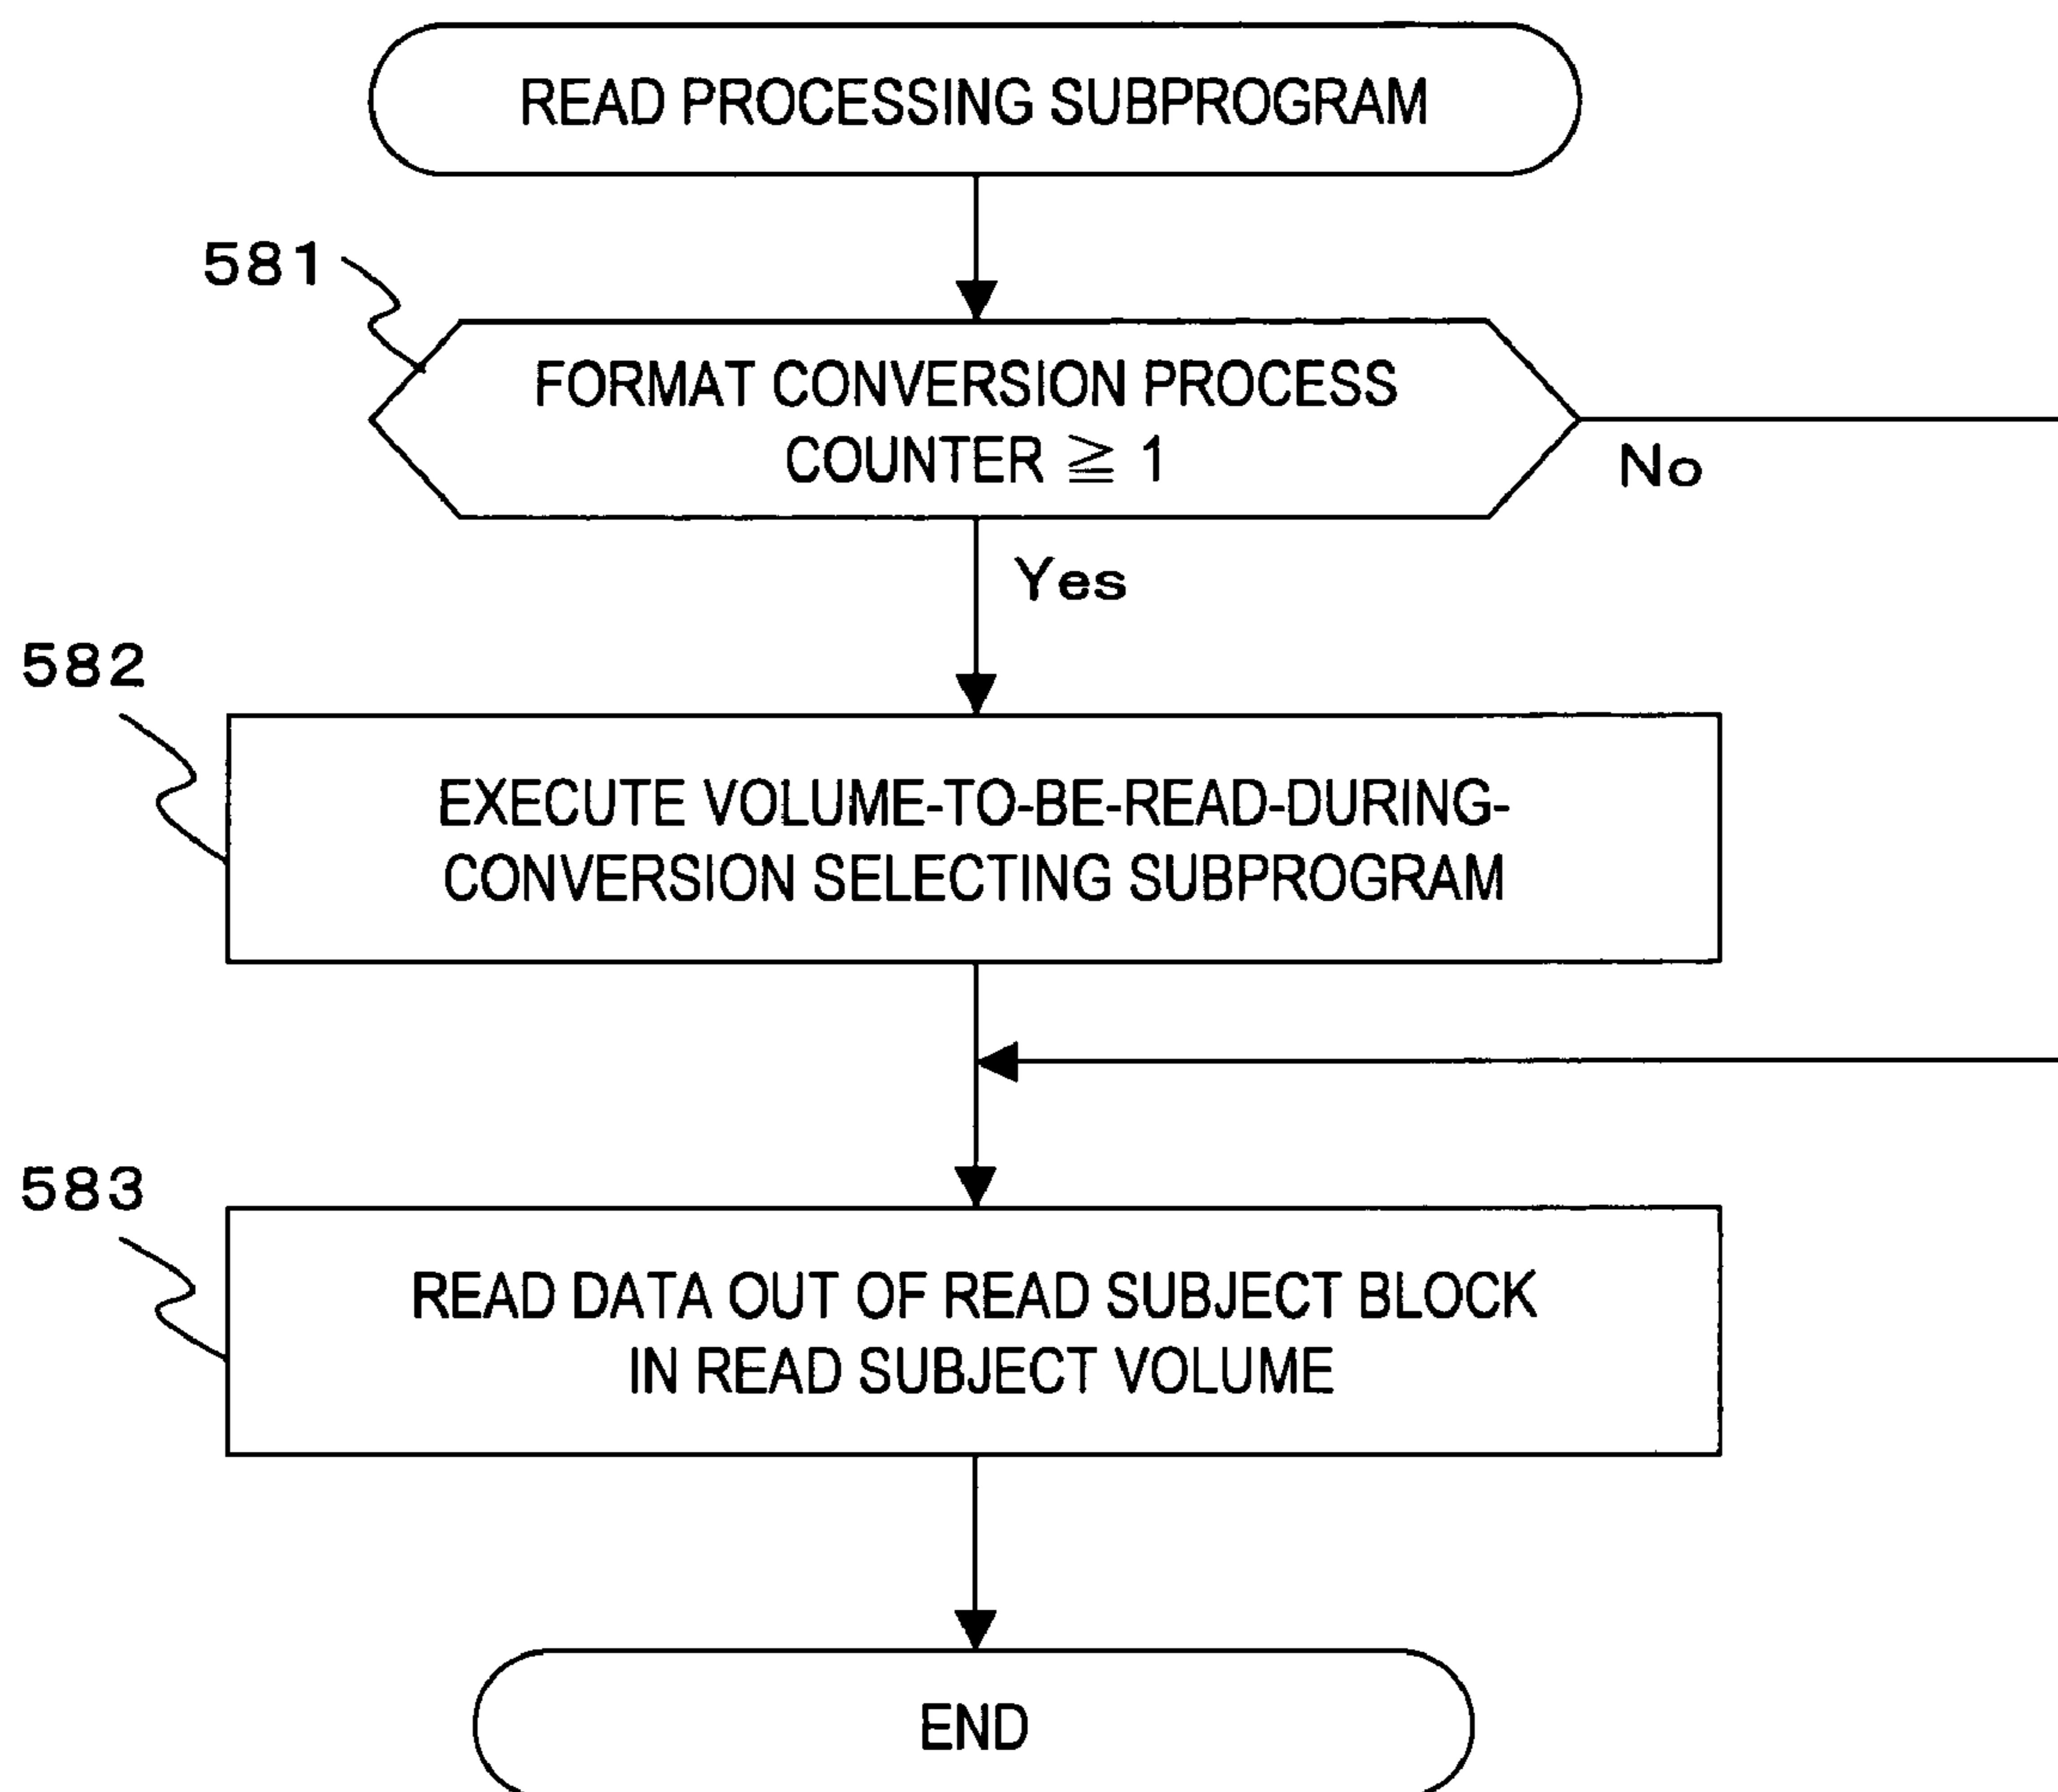 READ PROCESSING SUBPROGRAM
581
FORMAT CONVERSION PROCESS
COUNTER ≧ 1
No
Yes
582
EXECUTE VOLUME-TO-BE-READ-DURING-
CONVERSION SELECTING SUBPROGRAM
583
READ DATA OUT OF READ SUBJECT BLOCK
IN READ SUBJECT VOLUME
END